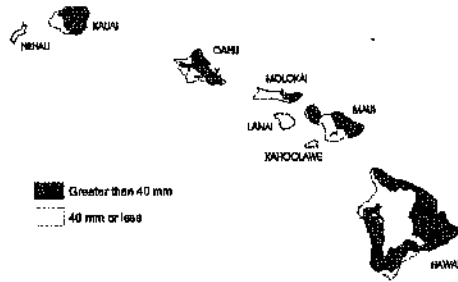 KAUAI
NIIHAU
OAHU
MOLOKAI
MAUI
LANAI
KAHOOLAWE
Greater than 40 mm
40 mm or less
HAWAII